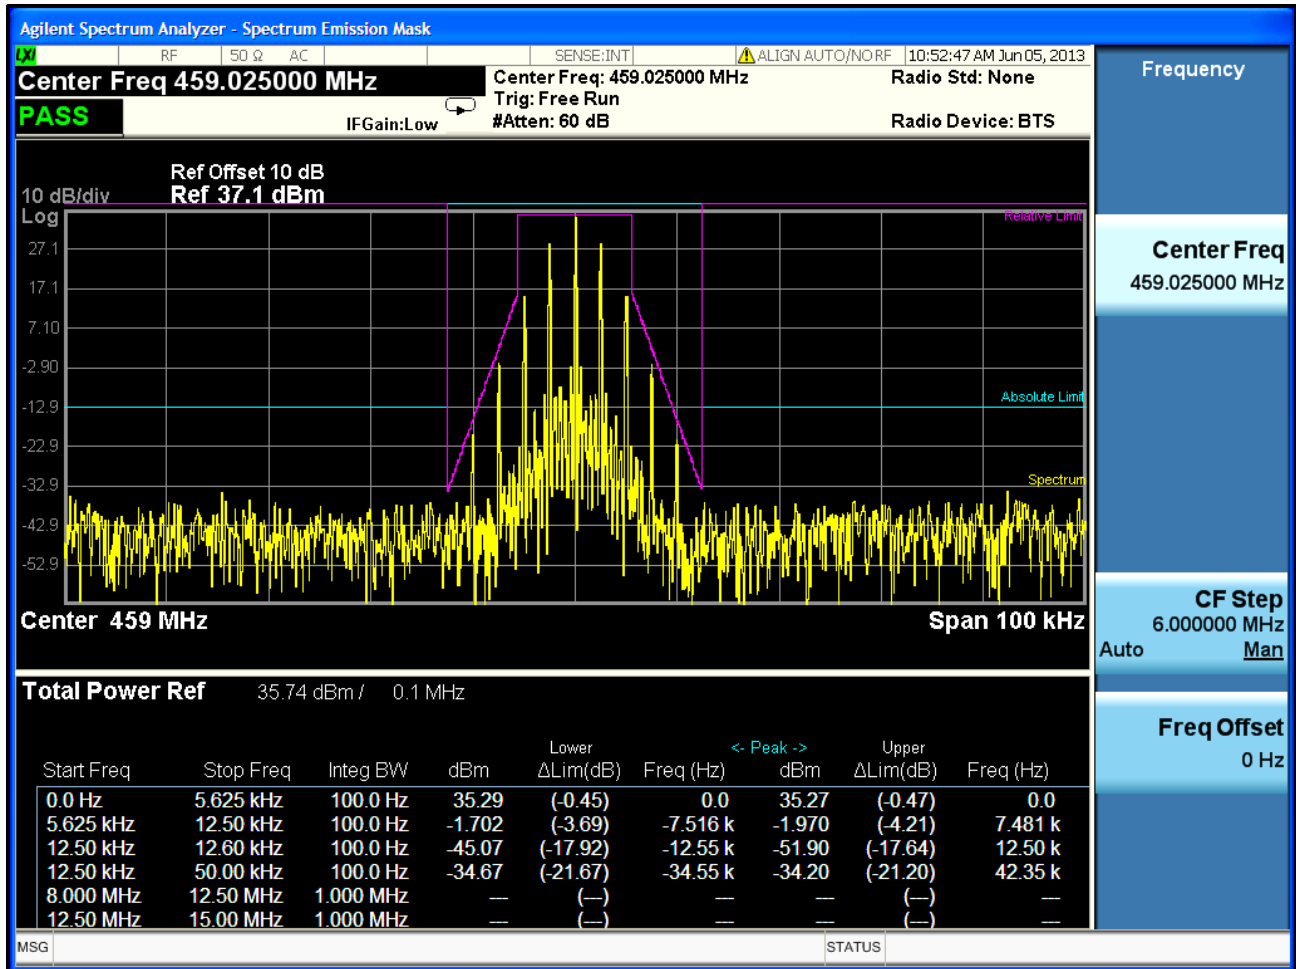 Agilent Spectrum Analyzer - Spectrum Emission Mask
LXI RF 50 Ω AC SENSE:INT ALIGN AUTO/NO RF 10:52:47 AM Jun 05, 2013
Center Freq 459.025000 MHz
Center Freq: 459.025000 MHz
Radio Std: None
Trig: Free Run
PASS
IFGain:Low
#Atten: 60 dB
Radio Device: BTS
Ref Offset 10 dB
10 dB/div Ref 37.1 dBm
Log
Relative Limit
27.1
17.1
7.10
-2.90
Absolute Limit
-12.9
-22.9
Spectrum
-32.9
-42.9
-52.9
Center 459 MHz
Span 100 kHz
Total Power Ref 35.74 dBm / 0.1 MHz
Lower <- Peak -> Upper
Start Freq Stop Freq Integ BW dBm ΔLim(dB) Freq (Hz) dBm ΔLim(dB) Freq (Hz)
0.0 Hz 5.625 kHz 100.0 Hz 35.29 (-0.45) 0.0 35.27 (-0.47) 0.0
5.625 kHz 12.50 kHz 100.0 Hz -1.702 (-3.69) -7.516 k -1.970 (-4.21) 7.481 k
12.50 kHz 12.60 kHz 100.0 Hz -45.07 (-17.92) -12.55 k -51.90 (-17.64) 12.50 k
12.50 kHz 50.00 kHz 100.0 Hz -34.67 (-21.67) -34.55 k -34.20 (-21.20) 42.35 k
8.000 MHz 12.50 MHz 1.000 MHz --- (---) --- --- (---) ---
12.50 MHz 15.00 MHz 1.000 MHz --- (---) --- --- (---) ---
MSG
STATUS
Frequency
Center Freq
459.025000 MHz
CF Step
6.000000 MHz
Auto Man
Freq Offset
0 Hz